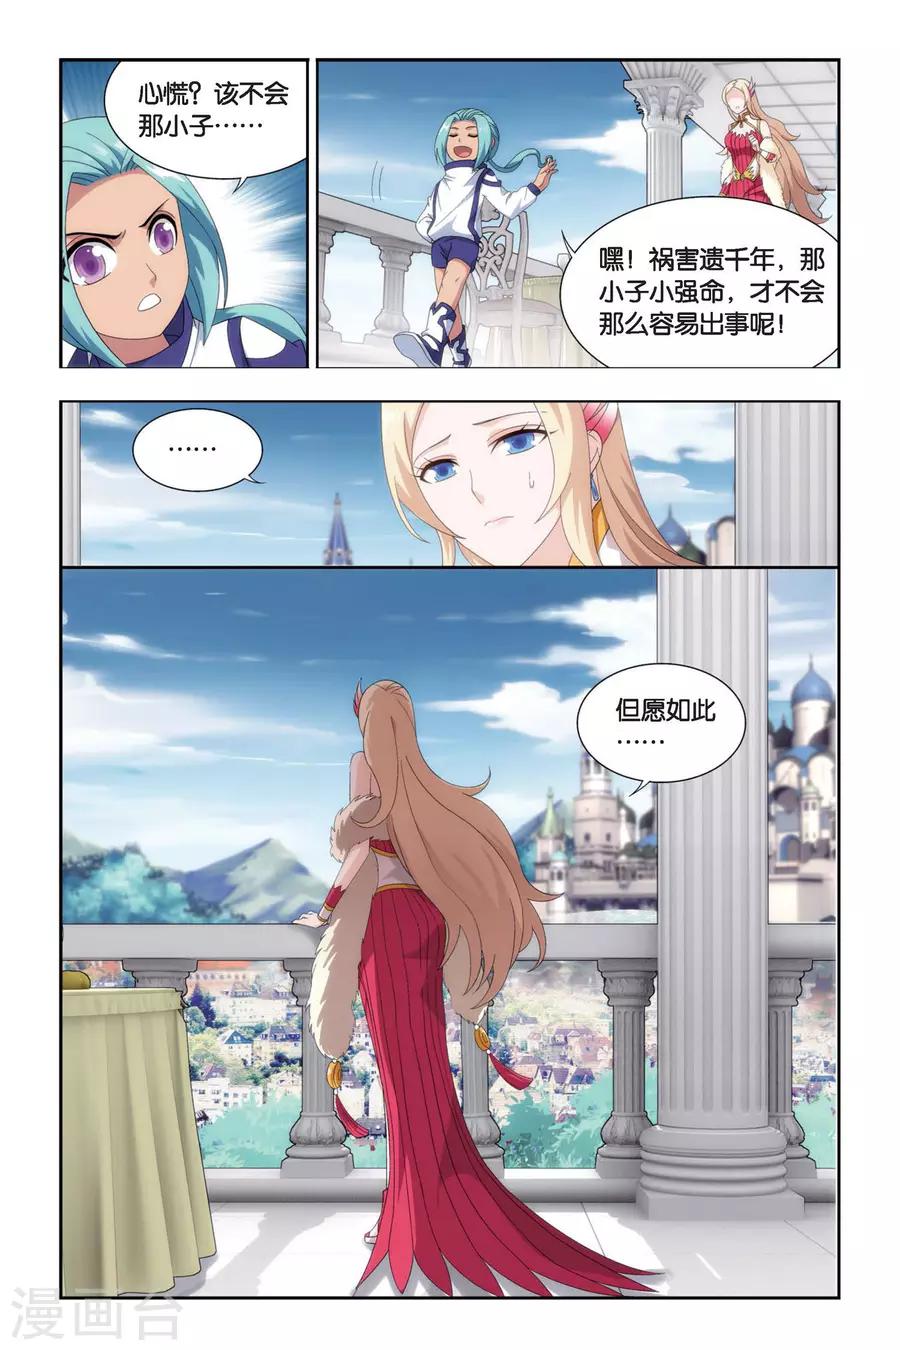 心慌？该不会
那小子……
嘿！祸害遗千年，那
小子小强命，才不会
那么容易出事呢！
……
但愿如此
……
漫画台